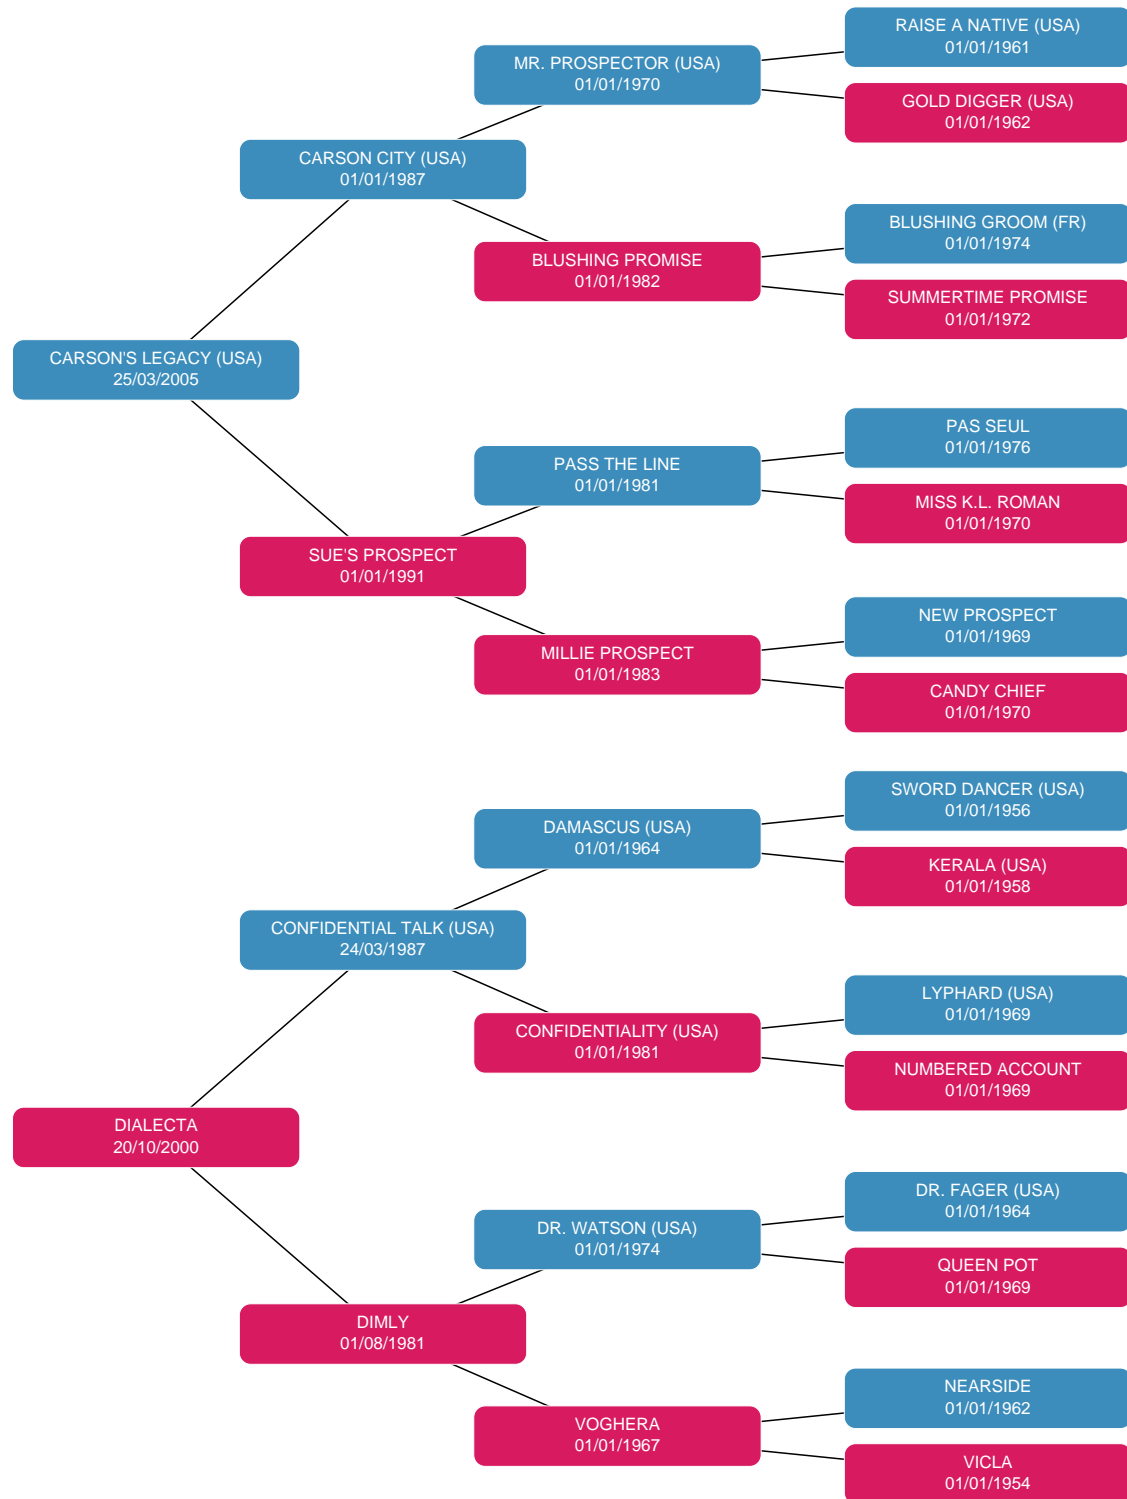 RAISE A NATIVE (USA)
01/01/1961
MR. PROSPECTOR (USA)
01/01/1970
GOLD DIGGER (USA)
01/01/1962
CARSON CITY (USA)
01/01/1987
BLUSHING GROOM (FR)
01/01/1974
BLUSHING PROMISE
01/01/1982
SUMMERTIME PROMISE
01/01/1972
CARSON'S LEGACY (USA)
25/03/2005
PAS SEUL
01/01/1976
PASS THE LINE
01/01/1981
MISS K.L. ROMAN
01/01/1970
SUE'S PROSPECT
01/01/1991
NEW PROSPECT
01/01/1969
MILLIE PROSPECT
01/01/1983
CANDY CHIEF
01/01/1970
SWORD DANCER (USA)
01/01/1956
DAMASCUS (USA)
01/01/1964
KERALA (USA)
01/01/1958
CONFIDENTIAL TALK (USA)
24/03/1987
LYPHARD (USA)
01/01/1969
CONFIDENTIALITY (USA)
01/01/1981
NUMBERED ACCOUNT
01/01/1969
DIALECTA
20/10/2000
DR. FAGER (USA)
01/01/1964
DR. WATSON (USA)
01/01/1974
QUEEN POT
01/01/1969
DIMLY
01/08/1981
NEARSIDE
01/01/1962
VOGHERA
01/01/1967
VICLA
01/01/1954